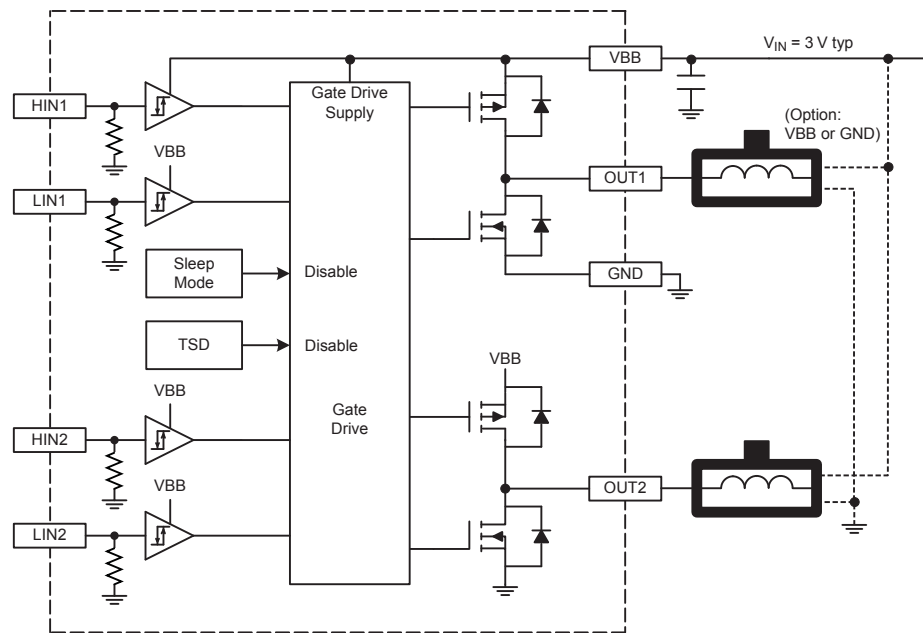 VBB
V_IN = 3 V typ
HIN1
Gate Drive
Supply
(Option:
VBB or GND)
VBB
LIN1
OUT1
Sleep
Mode
Disable
GND
TSD
Disable
VBB
VBB
HIN2
Gate
Drive
VBB
OUT2
LIN2